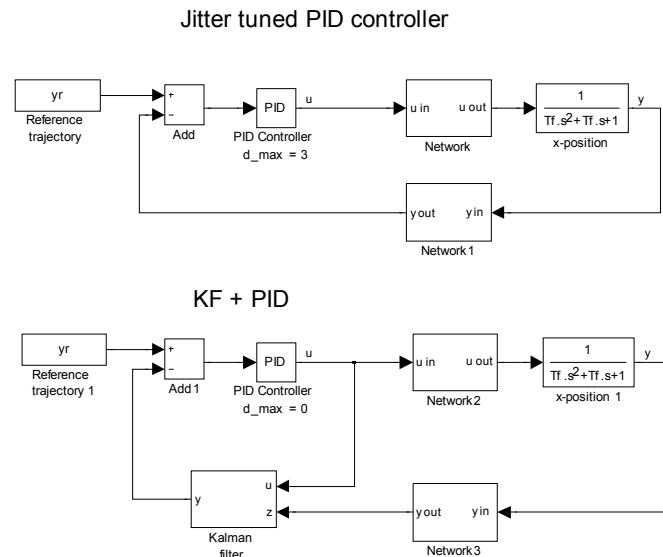 Jitter tuned PID controller
yr
Reference
trajectory
+
−
Add
PID
PID Controller
d_max = 3
u
u in
u out
Network
1
Tf.s²+Tf.s+1
x-position
y
y out
y in
Network1
KF + PID
yr
Reference
trajectory 1
+
−
Add1
PID
PID Controller
d_max = 0
u
u in
u out
Network2
1
Tf.s²+Tf.s+1
x-position 1
y
y
u
z
Kalman
filter
y out
y in
Network3